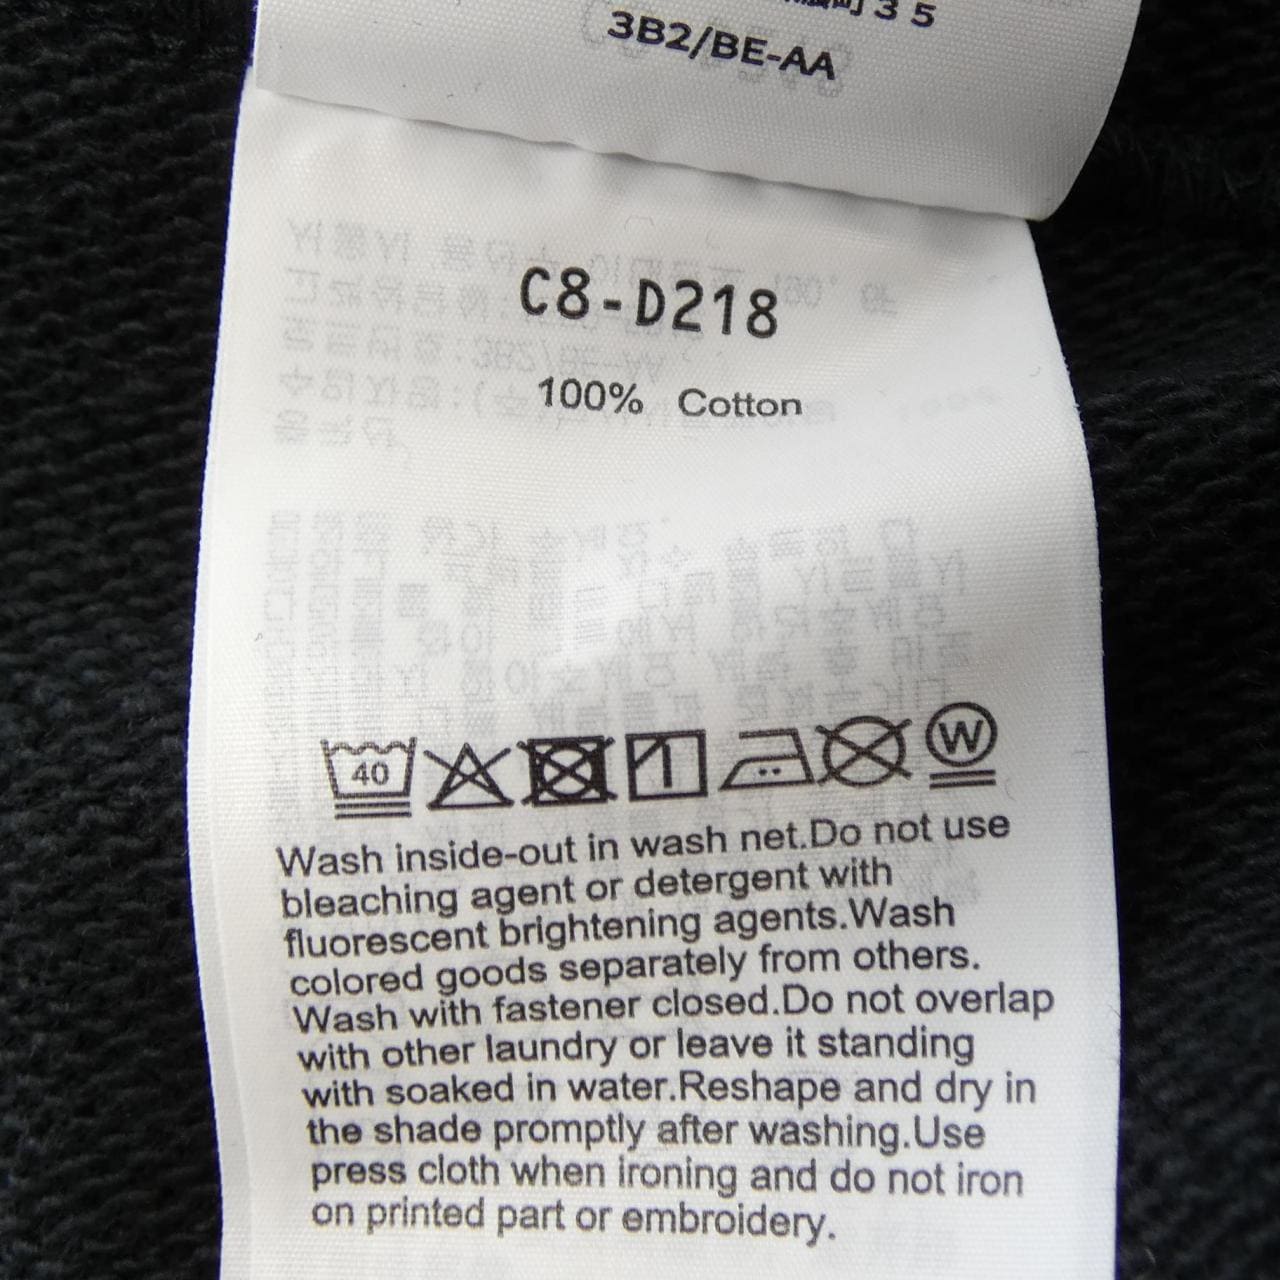 町35
3B2/BE-AA
C8-D218
100% Cotton
40
W
Wash inside-out in wash net.Do not use
bleaching agent or detergent with
fluorescent brightening agents.Wash
colored goods separately from others.
Wash with fastener closed.Do not overlap
with other laundry or leave it standing
with soaked in water.Reshape and dry in
the shade promptly after washing.Use
press cloth when ironing and do not iron
on printed part or embroidery.